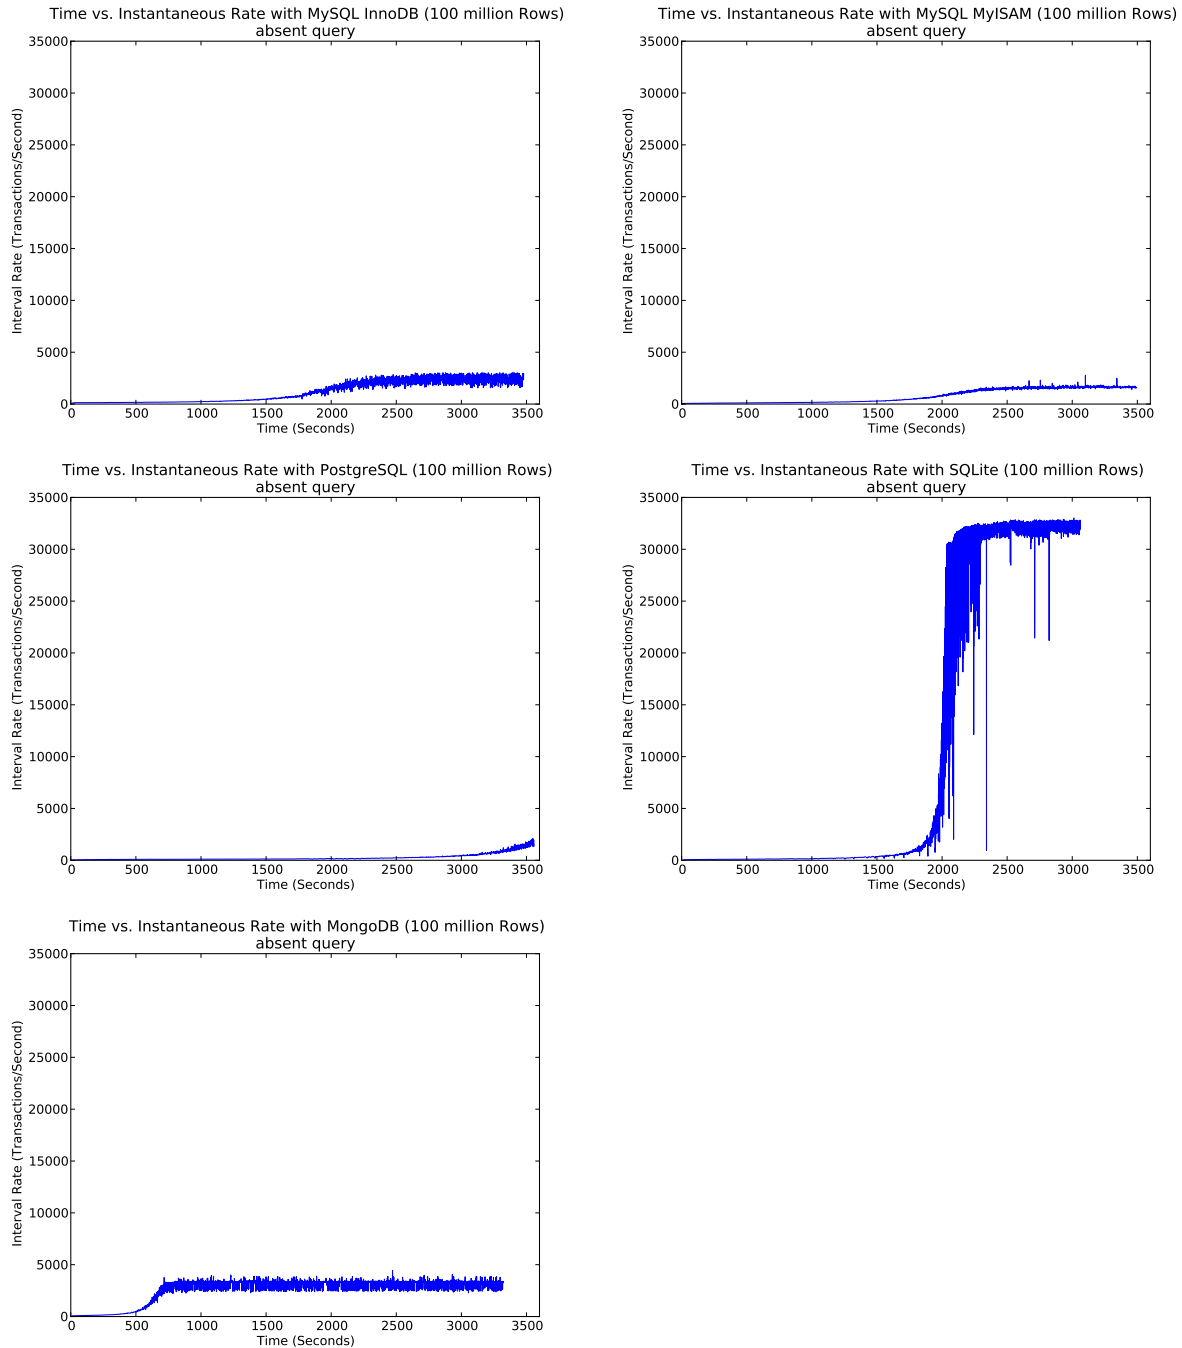 Time vs. Instantaneous Rate with MySQL InnoDB (100 million Rows)
absent query
35000
30000
25000
20000
15000
10000
5000
0
Interval Rate (Transactions/Second)
0 500 1000 1500 2000 2500 3000 3500
Time (Seconds)
Time vs. Instantaneous Rate with MySQL MyISAM (100 million Rows)
absent query
35000
30000
25000
20000
15000
10000
5000
0
Interval Rate (Transactions/Second)
0 500 1000 1500 2000 2500 3000 3500
Time (Seconds)
Time vs. Instantaneous Rate with PostgreSQL (100 million Rows)
absent query
35000
30000
25000
20000
15000
10000
5000
0
Interval Rate (Transactions/Second)
0 500 1000 1500 2000 2500 3000 3500
Time (Seconds)
Time vs. Instantaneous Rate with SQLite (100 million Rows)
absent query
35000
30000
25000
20000
15000
10000
5000
0
Interval Rate (Transactions/Second)
0 500 1000 1500 2000 2500 3000 3500
Time (Seconds)
Time vs. Instantaneous Rate with MongoDB (100 million Rows)
absent query
35000
30000
25000
20000
15000
10000
5000
0
Interval Rate (Transactions/Second)
0 500 1000 1500 2000 2500 3000 3500
Time (Seconds)